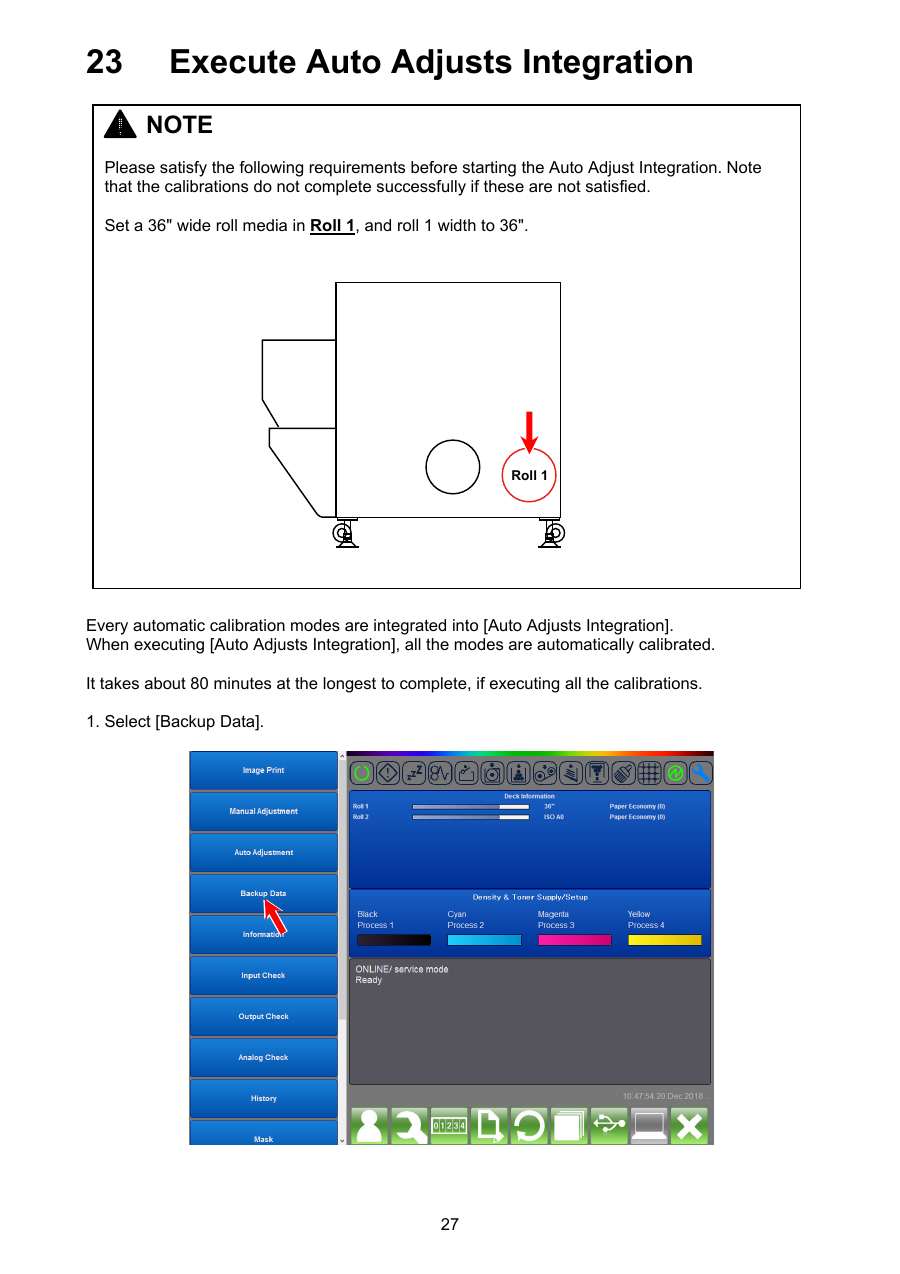 23 Execute Auto Adjusts Integration
NOTE
Please satisfy the following requirements before starting the Auto Adjust Integration. Note
that the calibrations do not complete successfully if these are not satisfied.
Set a 36" wide roll media in Roll 1, and roll 1 width to 36".
Roll 1
Every automatic calibration modes are integrated into [Auto Adjusts Integration].
When executing [Auto Adjusts Integration], all the modes are automatically calibrated.
It takes about 80 minutes at the longest to complete, if executing all the calibrations.
1. Select [Backup Data].
Image Print
Manual Adjustment
Auto Adjustment
Backup Data
Information
Input Check
Output Check
Analog Check
History
Mask
zzZ
Deck Information
Roll 1 36" Paper Economy (0)
Roll 2 ISO A0 Paper Economy (0)
Density & Toner Supply/Setup
Black Cyan Magenta Yellow
Process 1 Process 2 Process 3 Process 4
ONLINE/ service mode
Ready
10:47:54 20 Dec 2018
01234
27